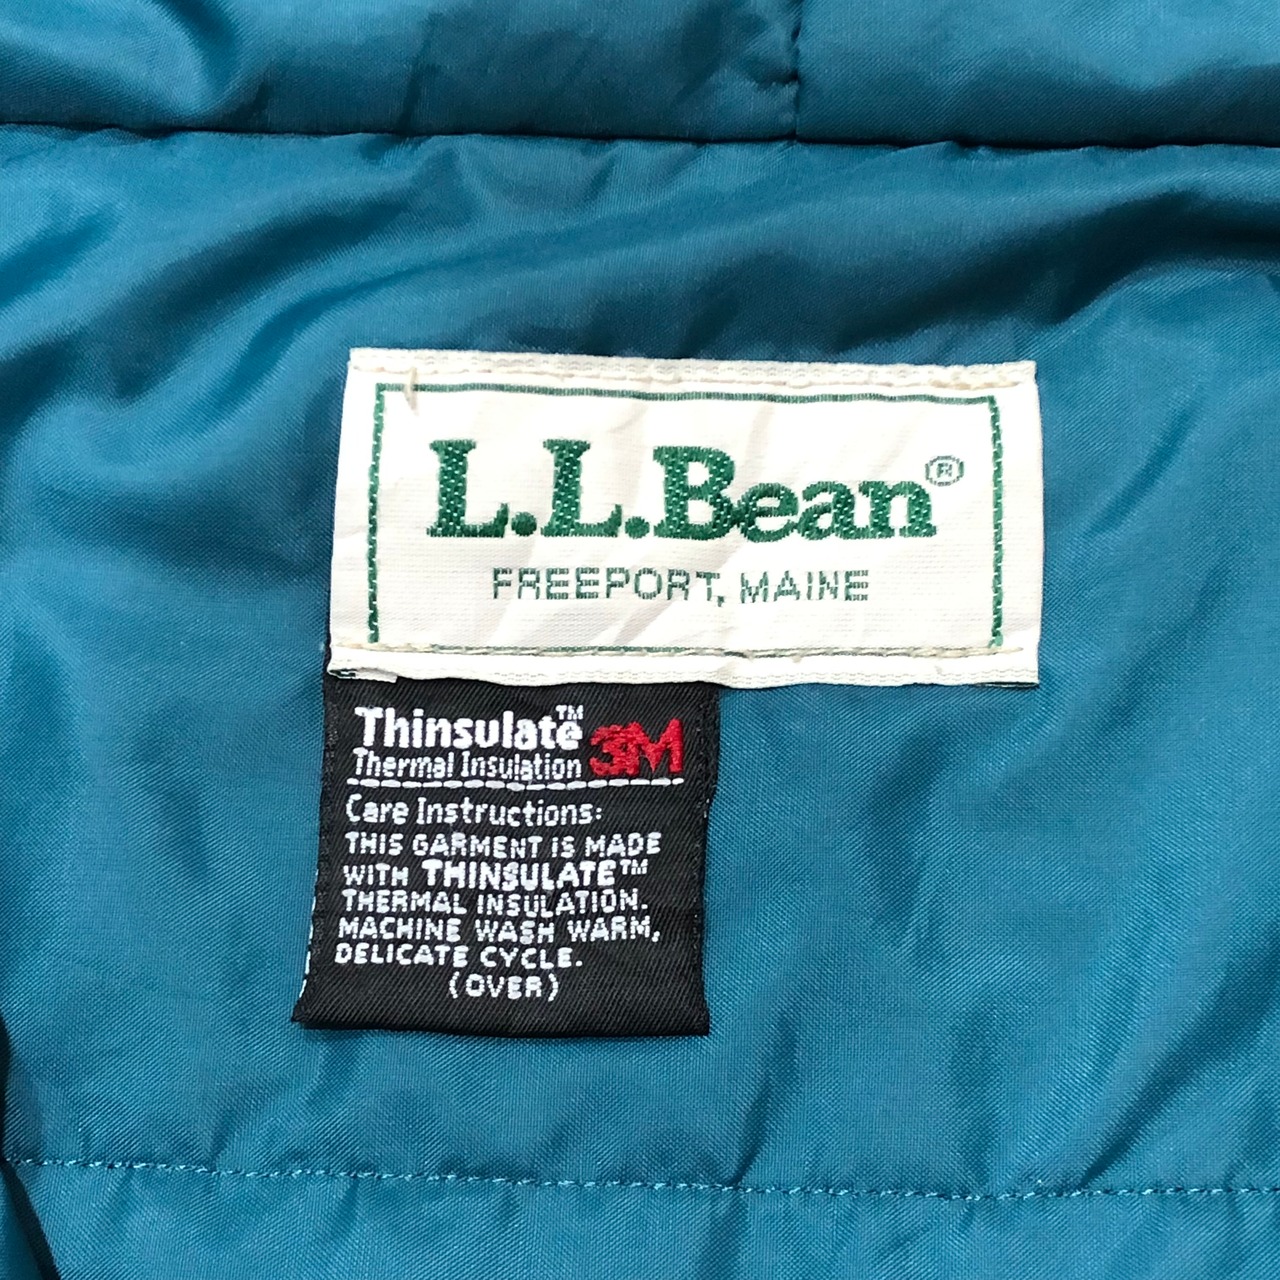 L.L.Bean®
FREEPORT, MAINE
Thinsulate™ 3M
Thermal Insulation
Care Instructions:
THIS GARMENT IS MADE
WITH THINSULATE™
THERMAL INSULATION.
MACHINE WASH WARM,
DELICATE CYCLE.
(OVER)